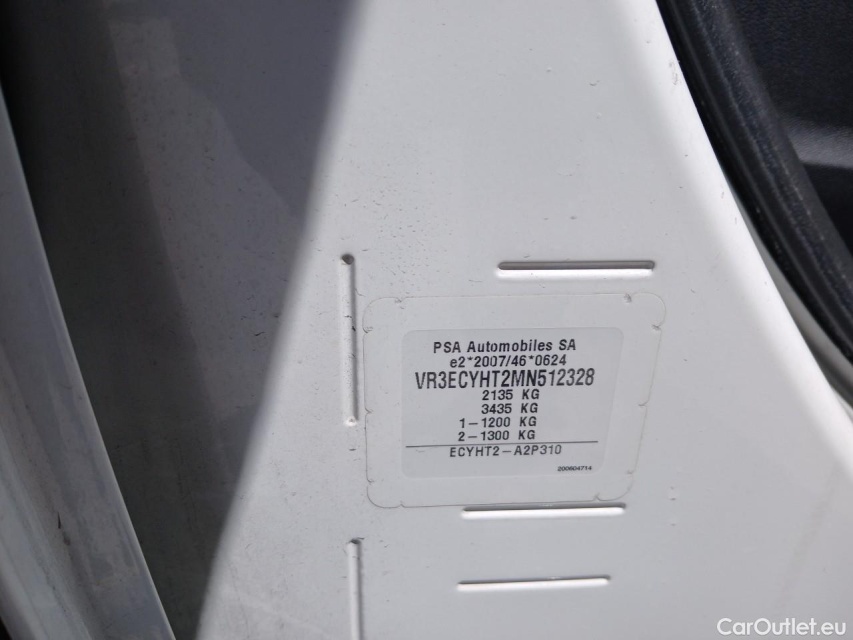 PSA Automobiles SA
e2*2007/46*0624
VR3ECYHT2MN512328
2135 KG
3435 KG
1-1200 KG
2-1300 KG
ECYHT2-A2P310
200604714
CarOutlet.eu